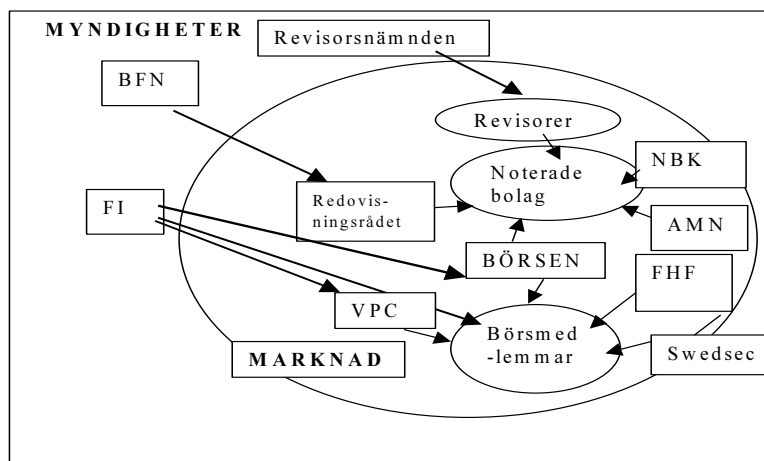 MYNDIGHETER
Revisorsnämnden
BFN
Revisorer
NBK
Noterade
bolag
FI
Redovis-
ningsrådet
AMN
BÖRSEN
FHF
VPC
Börsmed
-lemmar
MARKNAD
Swedsec